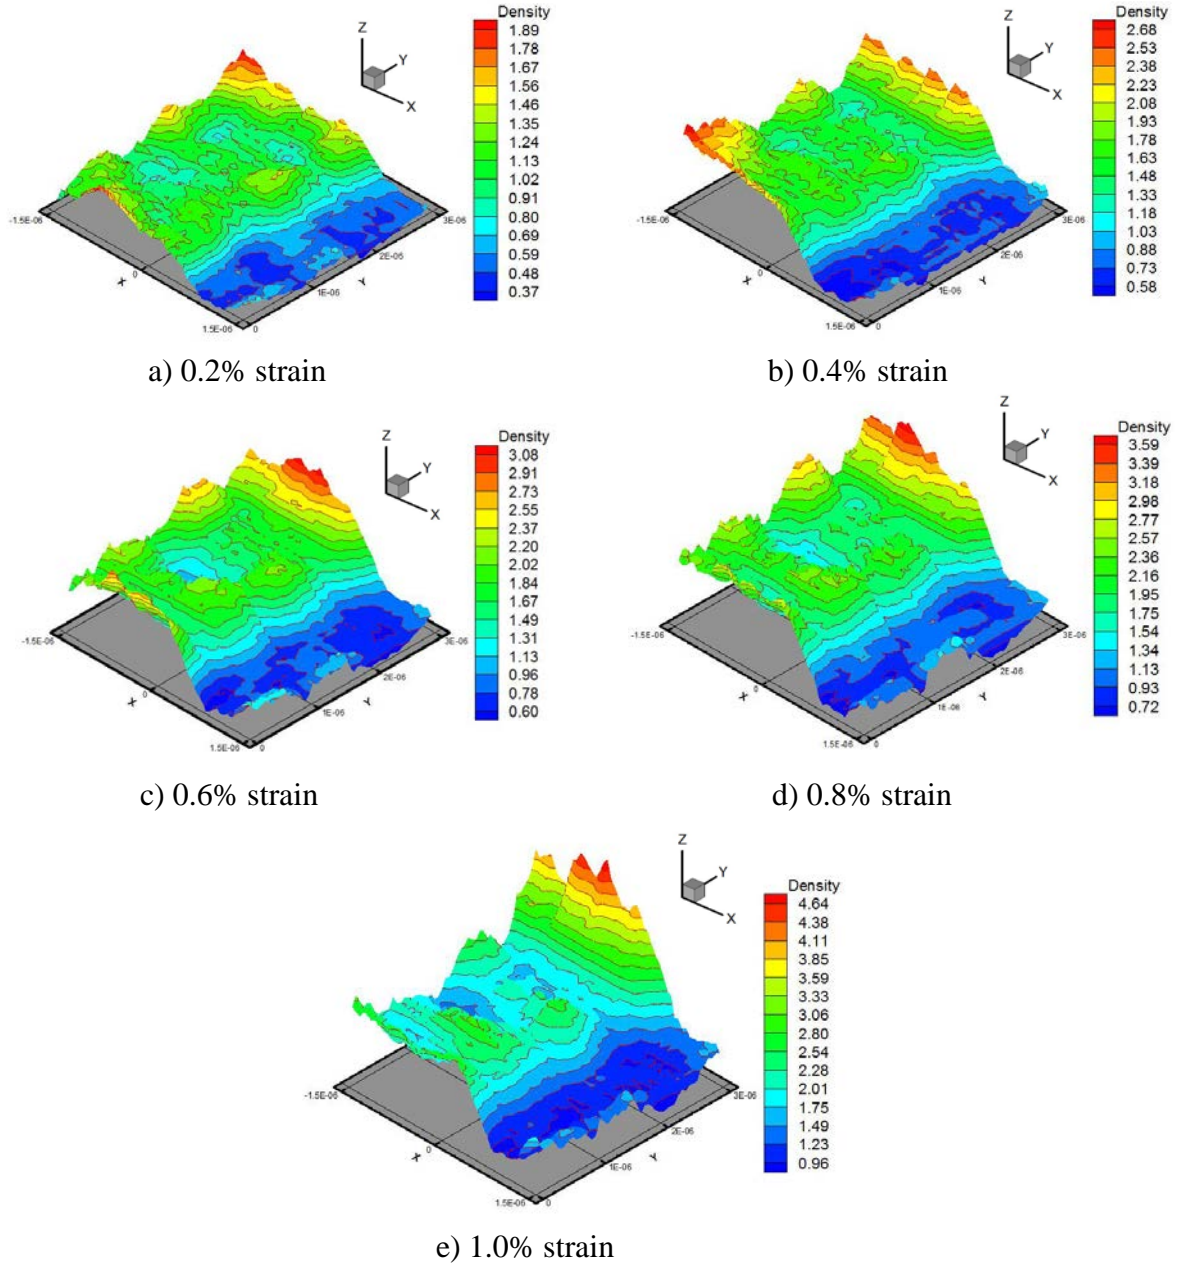 Density
1.89
1.78
1.67
1.56
1.46
1.35
1.24
1.13
1.02
0.91
0.80
0.69
0.59
0.48
0.37
Z
Y
X
-1.5E-06
X
0
1.5E-06
0
1E-06
Y
2E-06
3E-06
a) 0.2% strain
Density
2.68
2.53
2.38
2.23
2.08
1.93
1.78
1.63
1.48
1.33
1.18
1.03
0.88
0.73
0.58
Z
Y
X
-1.5E-06
X
0
1.5E-06
0
1E-06
Y
2E-06
3E-06
b) 0.4% strain
Density
3.08
2.91
2.73
2.55
2.37
2.20
2.02
1.84
1.67
1.49
1.31
1.13
0.96
0.78
0.60
Z
Y
X
-1.5E-06
X
0
1.5E-06
0
1E-06
Y
2E-06
3E-06
c) 0.6% strain
Density
3.59
3.39
3.18
2.98
2.77
2.57
2.36
2.16
1.95
1.75
1.54
1.34
1.13
0.93
0.72
Z
Y
X
-1.5E-06
X
0
1.5E-06
0
1E-06
Y
2E-06
3E-06
d) 0.8% strain
Density
4.64
4.38
4.11
3.85
3.59
3.33
3.06
2.80
2.54
2.28
2.01
1.75
1.49
1.23
0.96
Z
Y
X
-1.5E-06
X
0
1.5E-06
0
1E-06
Y
2E-06
3E-06
e) 1.0% strain